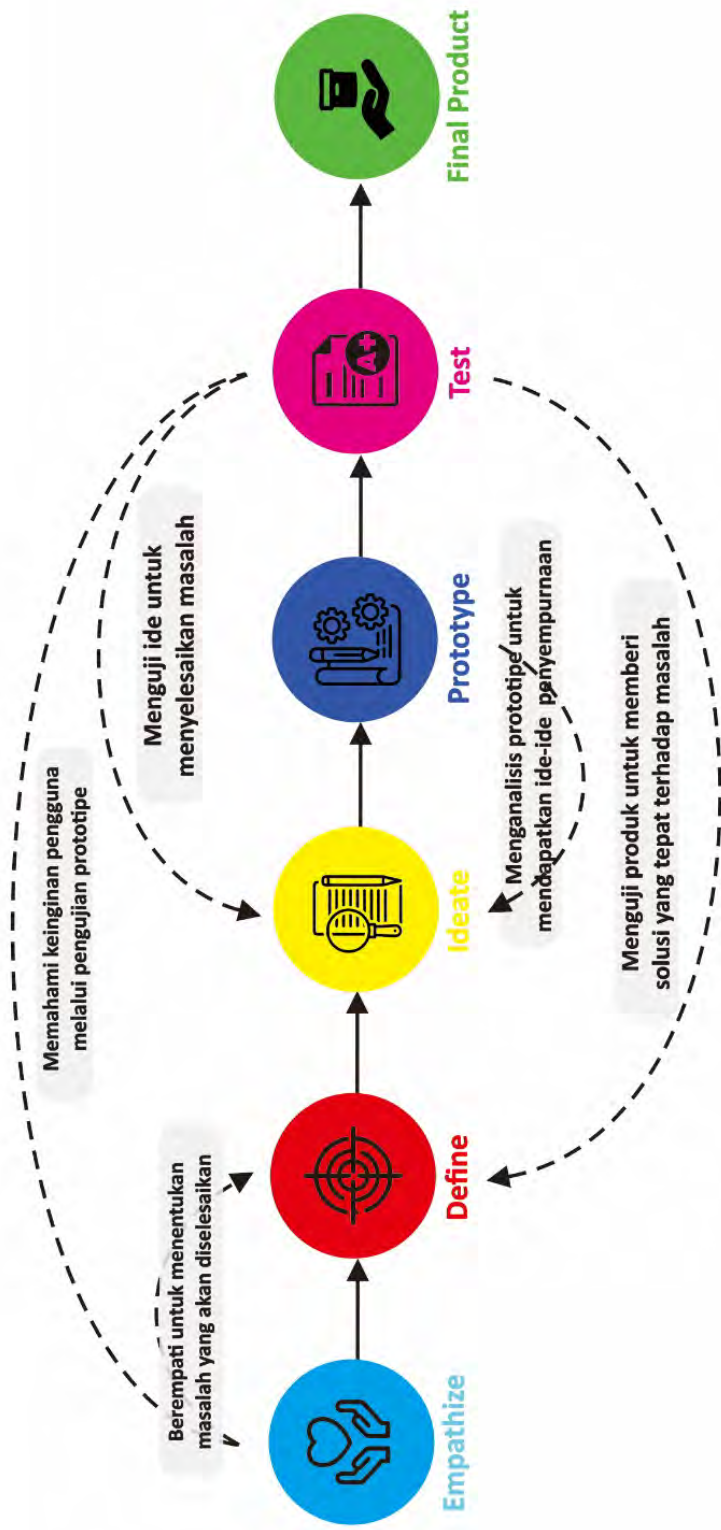 Memahami keinginan pengguna
melalui pengujian prototipe
Berempati untuk menentukan
masalah yang akan diselesaikan
Menguji ide untuk
menyelesaikan masalah
A+
Empathize
Define
Ideate
Prototype
Test
Final Product
Menganalisis prototipe untuk
mendapatkan ide-ide penyempurnaan
Menguji produk untuk memberi
solusi yang tepat terhadap masalah